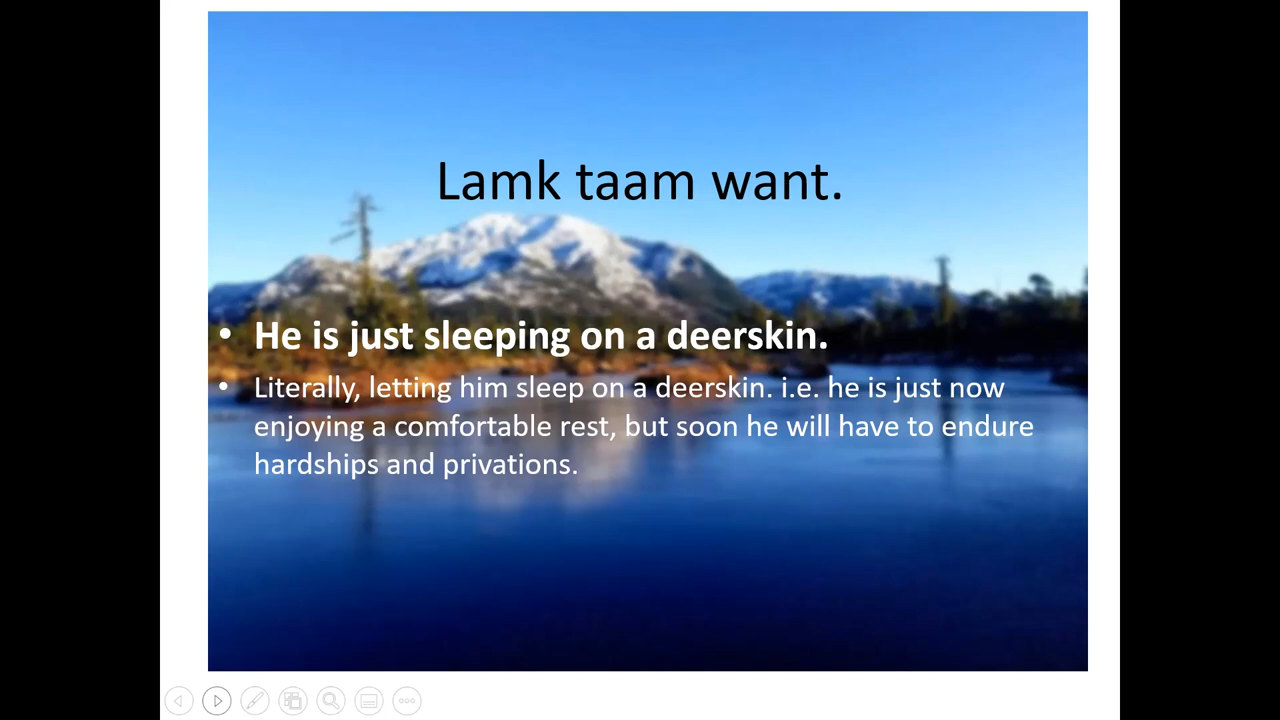 Lamk taam want.
• He is just sleeping on a deerskin.
• Literally, letting him sleep on a deerskin. i.e. he is just now
enjoying a comfortable rest, but soon he will have to endure
hardships and privations.